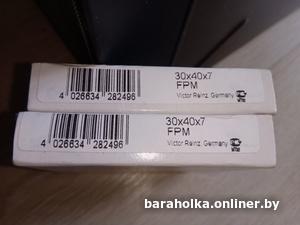 30x40x7
FPM
Victor Reinz, Germany
4 026634 282496
30x40x7
FPM
Victor Reinz, Germany
4 026634 282496
baraholka.onliner.by